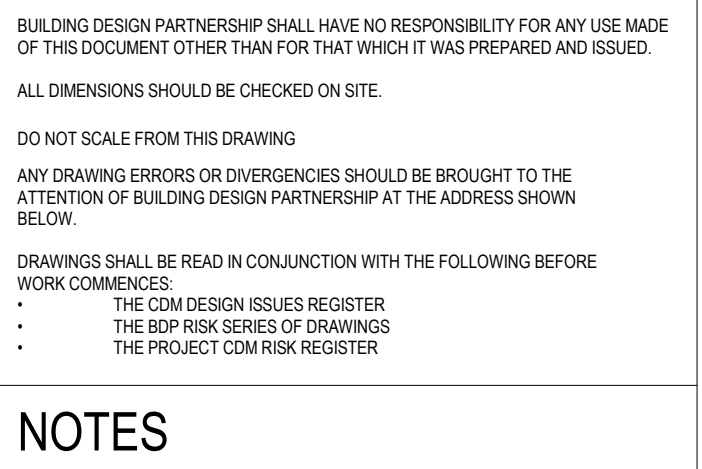 BUILDING DESIGN PARTNERSHIP SHALL HAVE NO RESPONSIBILITY FOR ANY USE MADE
OF THIS DOCUMENT OTHER THAN FOR THAT WHICH IT WAS PREPARED AND ISSUED.
ALL DIMENSIONS SHOULD BE CHECKED ON SITE.
DO NOT SCALE FROM THIS DRAWING
ANY DRAWING ERRORS OR DIVERGENCIES SHOULD BE BROUGHT TO THE
ATTENTION OF BUILDING DESIGN PARTNERSHIP AT THE ADDRESS SHOWN
BELOW.
DRAWINGS SHALL BE READ IN CONJUNCTION WITH THE FOLLOWING BEFORE
WORK COMMENCES:
• THE CDM DESIGN ISSUES REGISTER
• THE BDP RISK SERIES OF DRAWINGS
• THE PROJECT CDM RISK REGISTER
NOTES